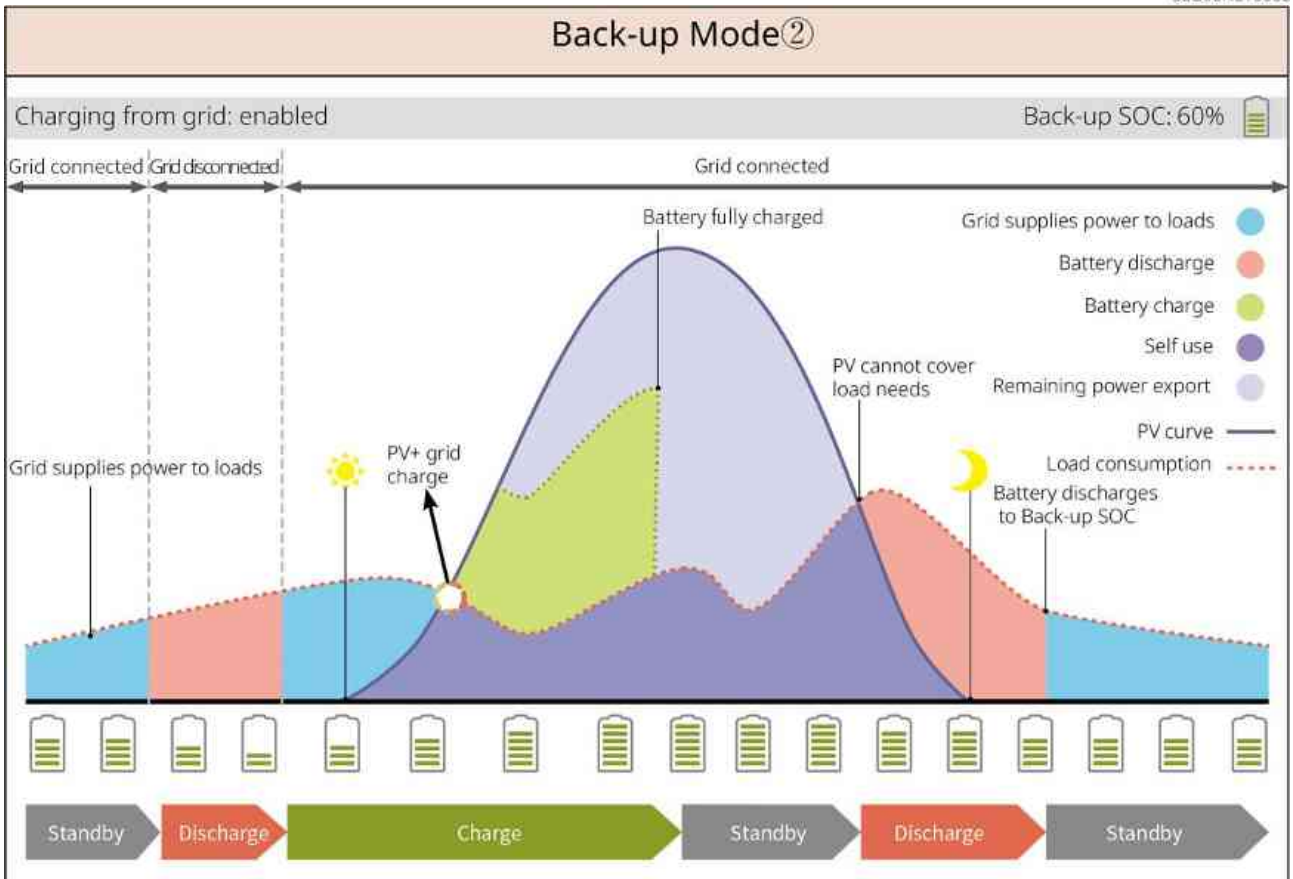 Back-up Mode②
Charging from grid: enabled
Back-up SOC: 60%
Grid connected
Grid disconnected
Grid connected
Battery fully charged
Grid supplies power to loads
Battery discharge
Battery charge
Self use
Remaining power export
PV curve
Load consumption
PV cannot cover
load needs
Grid supplies power to loads
PV+ grid
charge
Battery discharges
to Back-up SOC
Standby
Discharge
Charge
Standby
Discharge
Standby